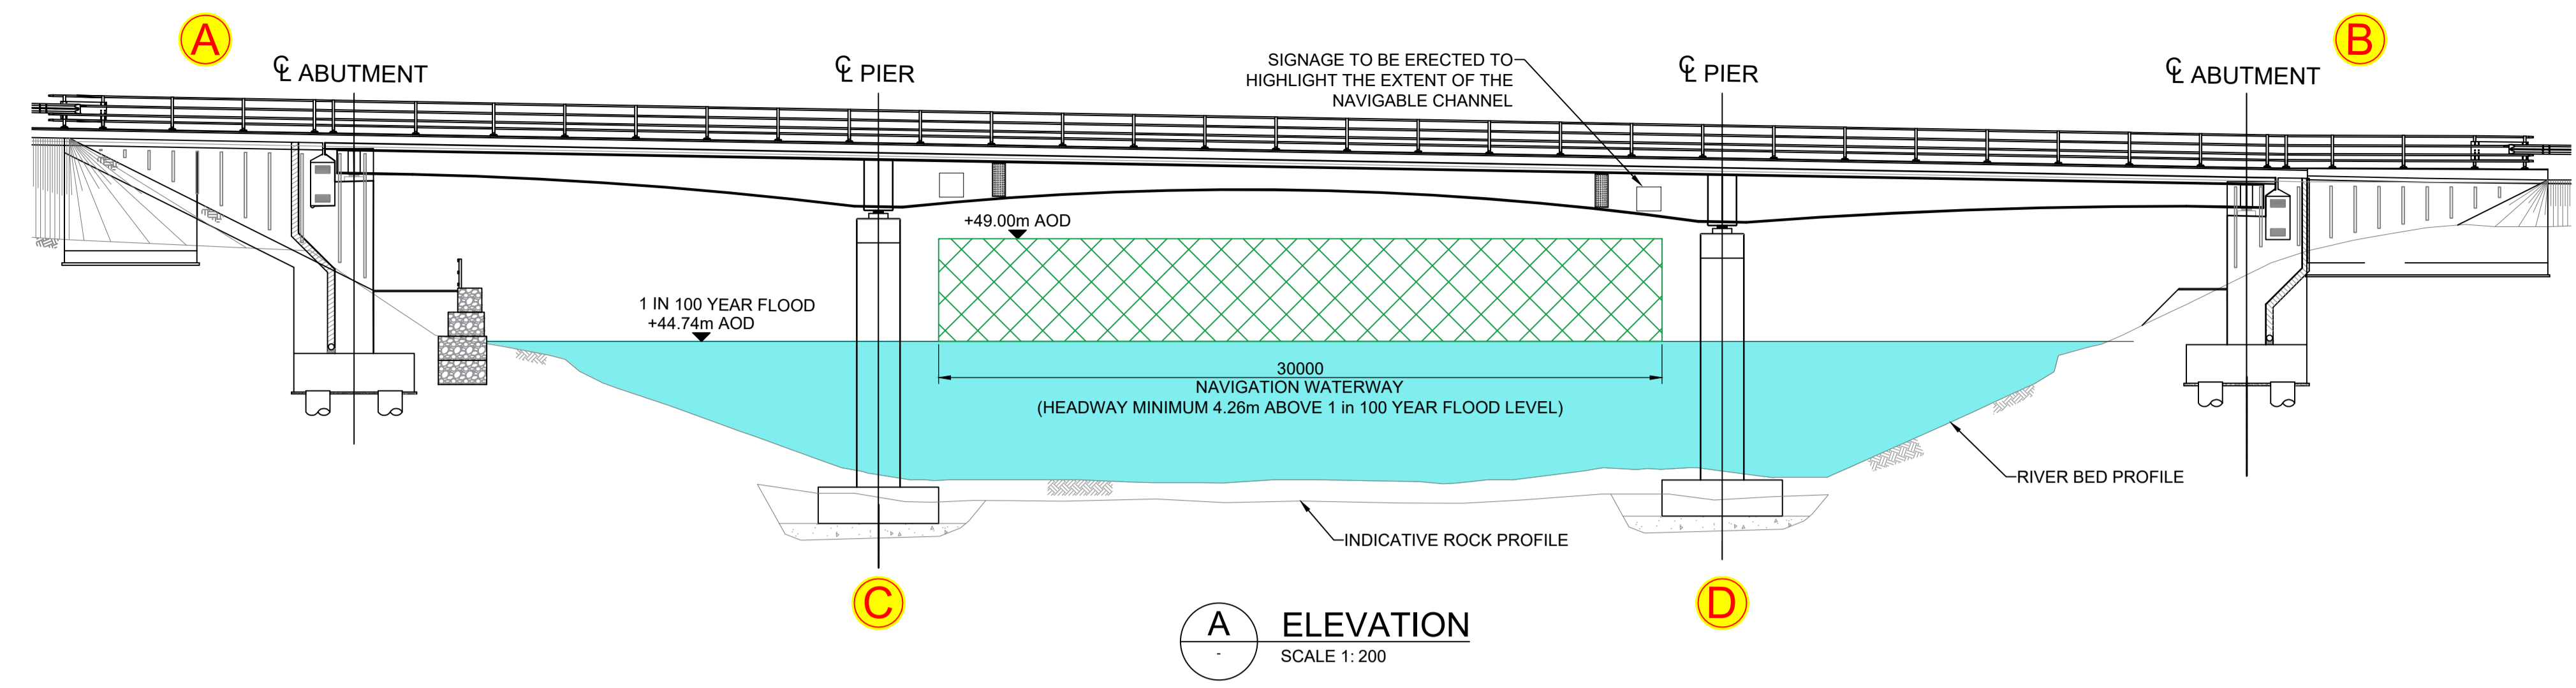 A
B
℄ ABUTMENT
℄ PIER
SIGNAGE TO BE ERECTED TO
HIGHLIGHT THE EXTENT OF THE
NAVIGABLE CHANNEL
℄ PIER
℄ ABUTMENT
+49.00m AOD
1 IN 100 YEAR FLOOD
+44.74m AOD
30000
NAVIGATION WATERWAY
(HEADWAY MINIMUM 4.26m ABOVE 1 in 100 YEAR FLOOD LEVEL)
RIVER BED PROFILE
INDICATIVE ROCK PROFILE
C
D
A
-
ELEVATION
SCALE 1: 200